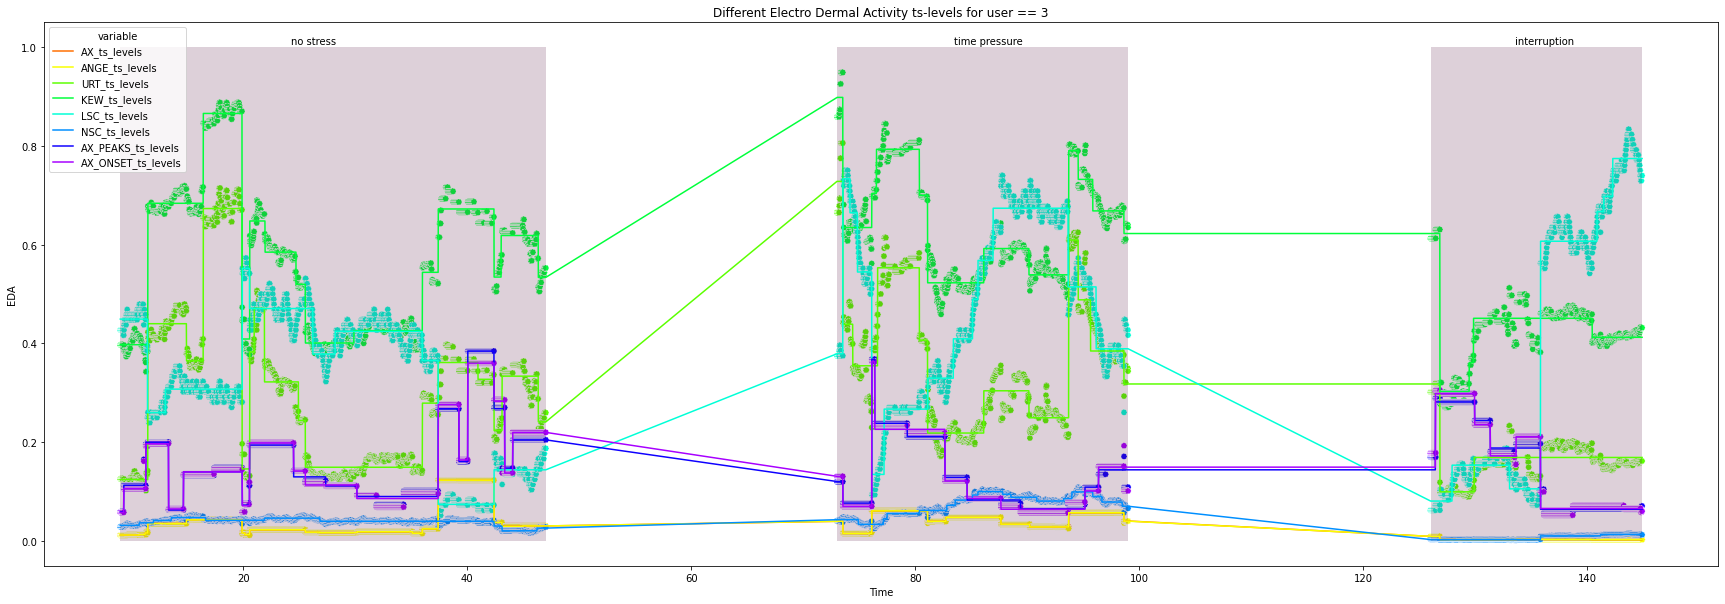 Different Electro Dermal Activity ts-levels for user == 3
variable
AX_ts_levels
ANGE_ts_levels
URT_ts_levels
KEW_ts_levels
LSC_ts_levels
NSC_ts_levels
AX_PEAKS_ts_levels
AX_ONSET_ts_levels
no stress
time pressure
interruption
EDA
1.0
0.8
0.6
0.4
0.2
0.0
20 40 60 80 100 120 140
Time